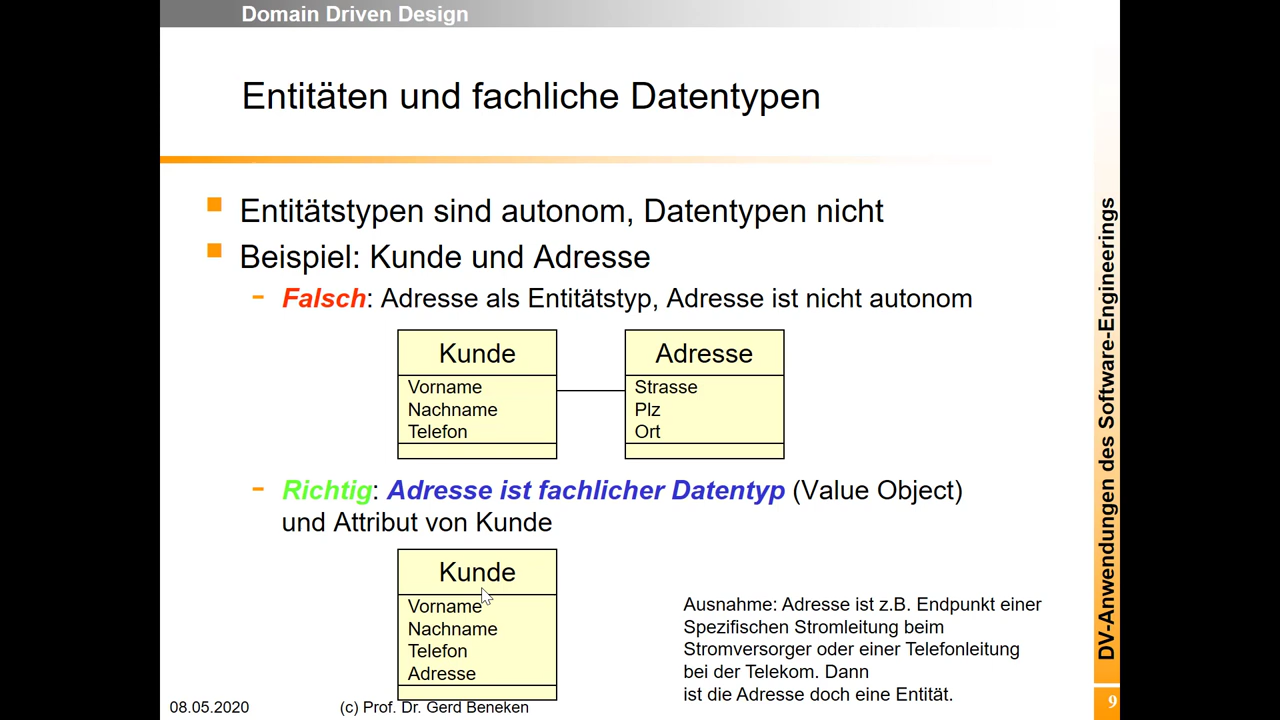 Domain Driven Design
Entitäten und fachliche Datentypen
Entitätstypen sind autonom, Datentypen nicht
Beispiel: Kunde und Adresse
Falsch: Adresse als Entitätstyp, Adresse ist nicht autonom
Kunde
Vorname
Nachname
Telefon
Adresse
Strasse
Plz
Ort
Richtig: Adresse ist fachlicher Datentyp (Value Object)
und Attribut von Kunde
Kunde
Vorname
Nachname
Telefon
Adresse
Ausnahme: Adresse ist z.B. Endpunkt einer
Spezifischen Stromleitung beim
Stromversorger oder einer Telefonleitung
bei der Telekom. Dann
ist die Adresse doch eine Entität.
08.05.2020
(c) Prof. Dr. Gerd Beneken
DV-Anwendungen des Software-Engineerings
9